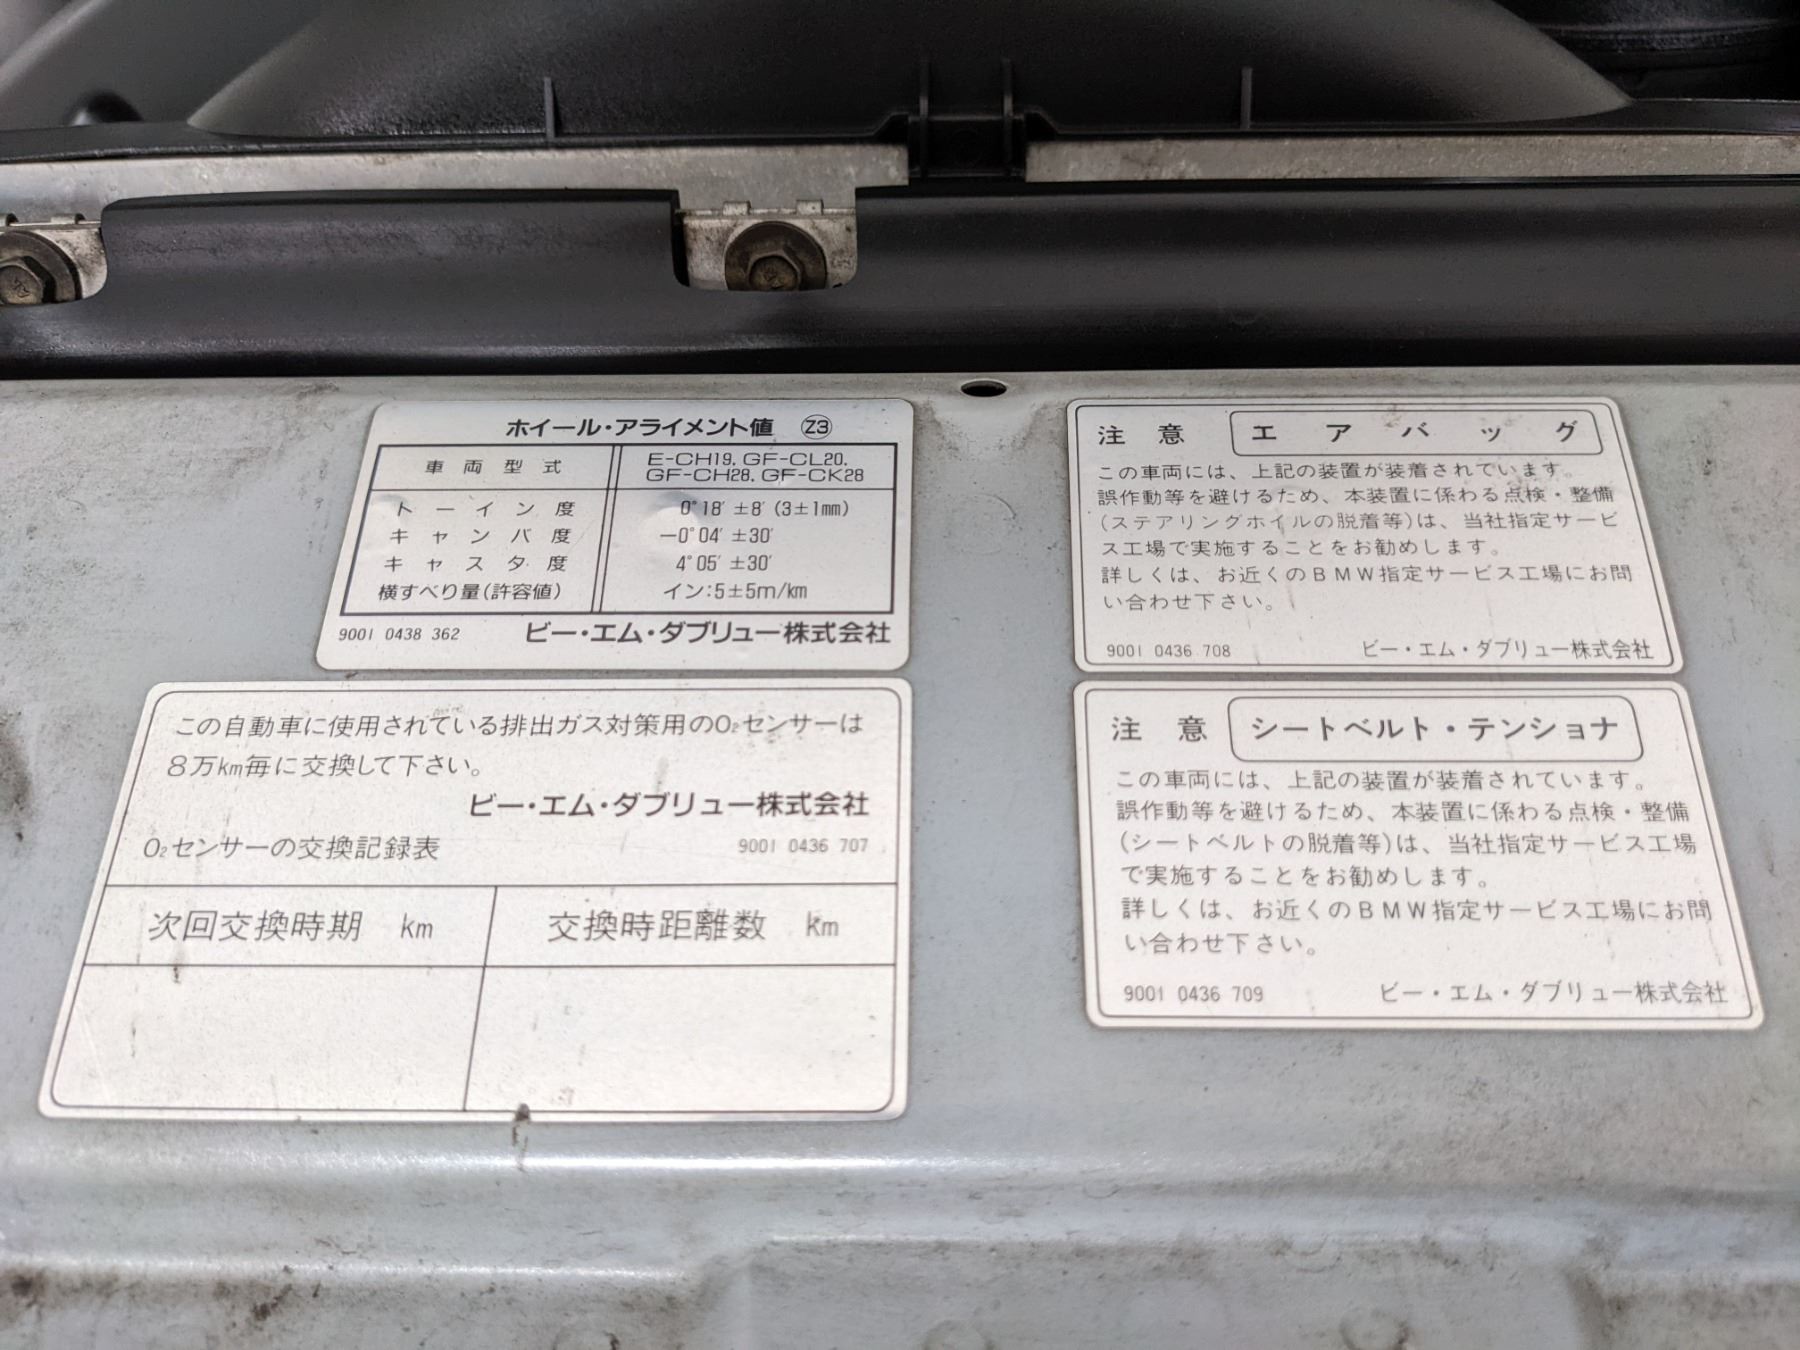 ホイール・アライメント値 Z3
車両型式 E-CH19, GF-CL20,
GF-CH28, GF-CK28
トーイン度 0°18′±8′(3±1mm)
キャンバ度 −0°04′±30′
キャスタ度 4°05′±30′
横すべり量(許容値) イン:5±5m/km
9001 0438 362 ビー・エム・ダブリュー株式会社
この自動車に使用されている排出ガス対策用のO₂センサーは
8万km毎に交換して下さい。
ビー・エム・ダブリュー株式会社
O₂センサーの交換記録表 9001 0436 707
次回交換時期 km 交換時距離数 km
注意 エアバッグ
この車両には、上記の装置が装着されています。
誤作動等を避けるため、本装置に係わる点検・整備
(ステアリングホイルの脱着等)は、当社指定サービ
ス工場で実施することをお勧めします。
詳しくは、お近くのBMW指定サービス工場にお問
い合わせ下さい。
9001 0436 708 ビー・エム・ダブリュー株式会社
注意 シートベルト・テンショナ
この車両には、上記の装置が装着されています。
誤作動等を避けるため、本装置に係わる点検・整備
(シートベルトの脱着等)は、当社指定サービス工場
で実施することをお勧めします。
詳しくは、お近くのBMW指定サービス工場にお問
い合わせ下さい。
9001 0436 709 ビー・エム・ダブリュー株式会社